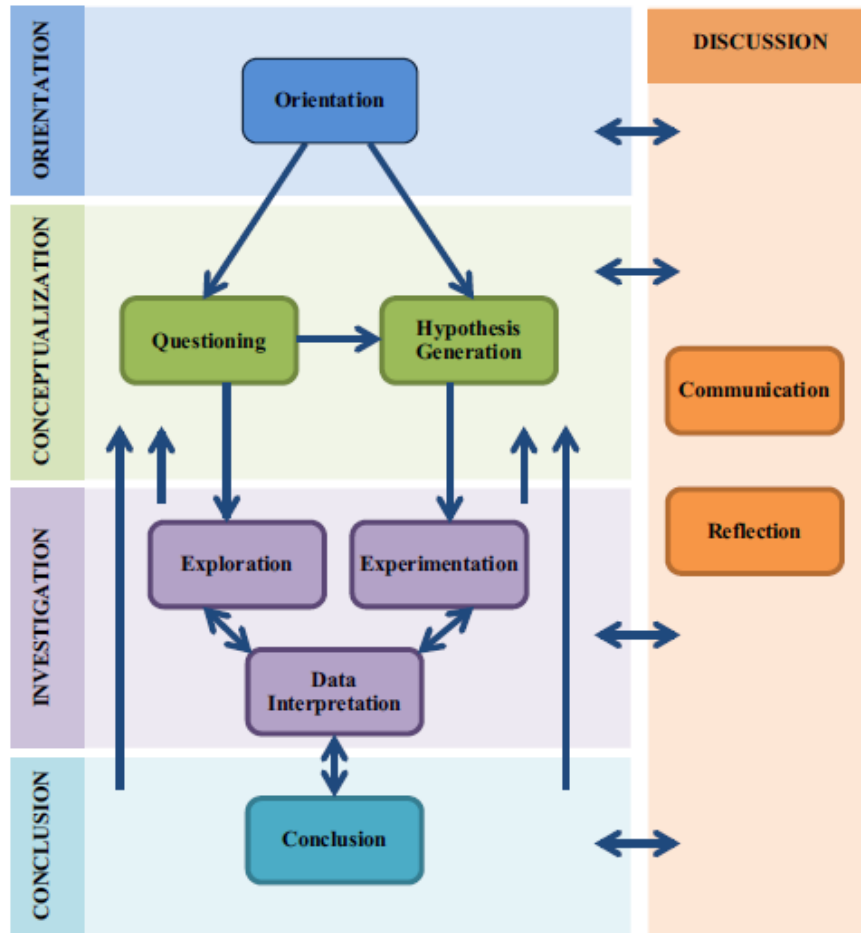 ORIENTATION
Orientation
CONCEPTUALIZATION
Questioning
Hypothesis
Generation
INVESTIGATION
Exploration
Experimentation
Data
Interpretation
CONCLUSION
Conclusion
DISCUSSION
Communication
Reflection